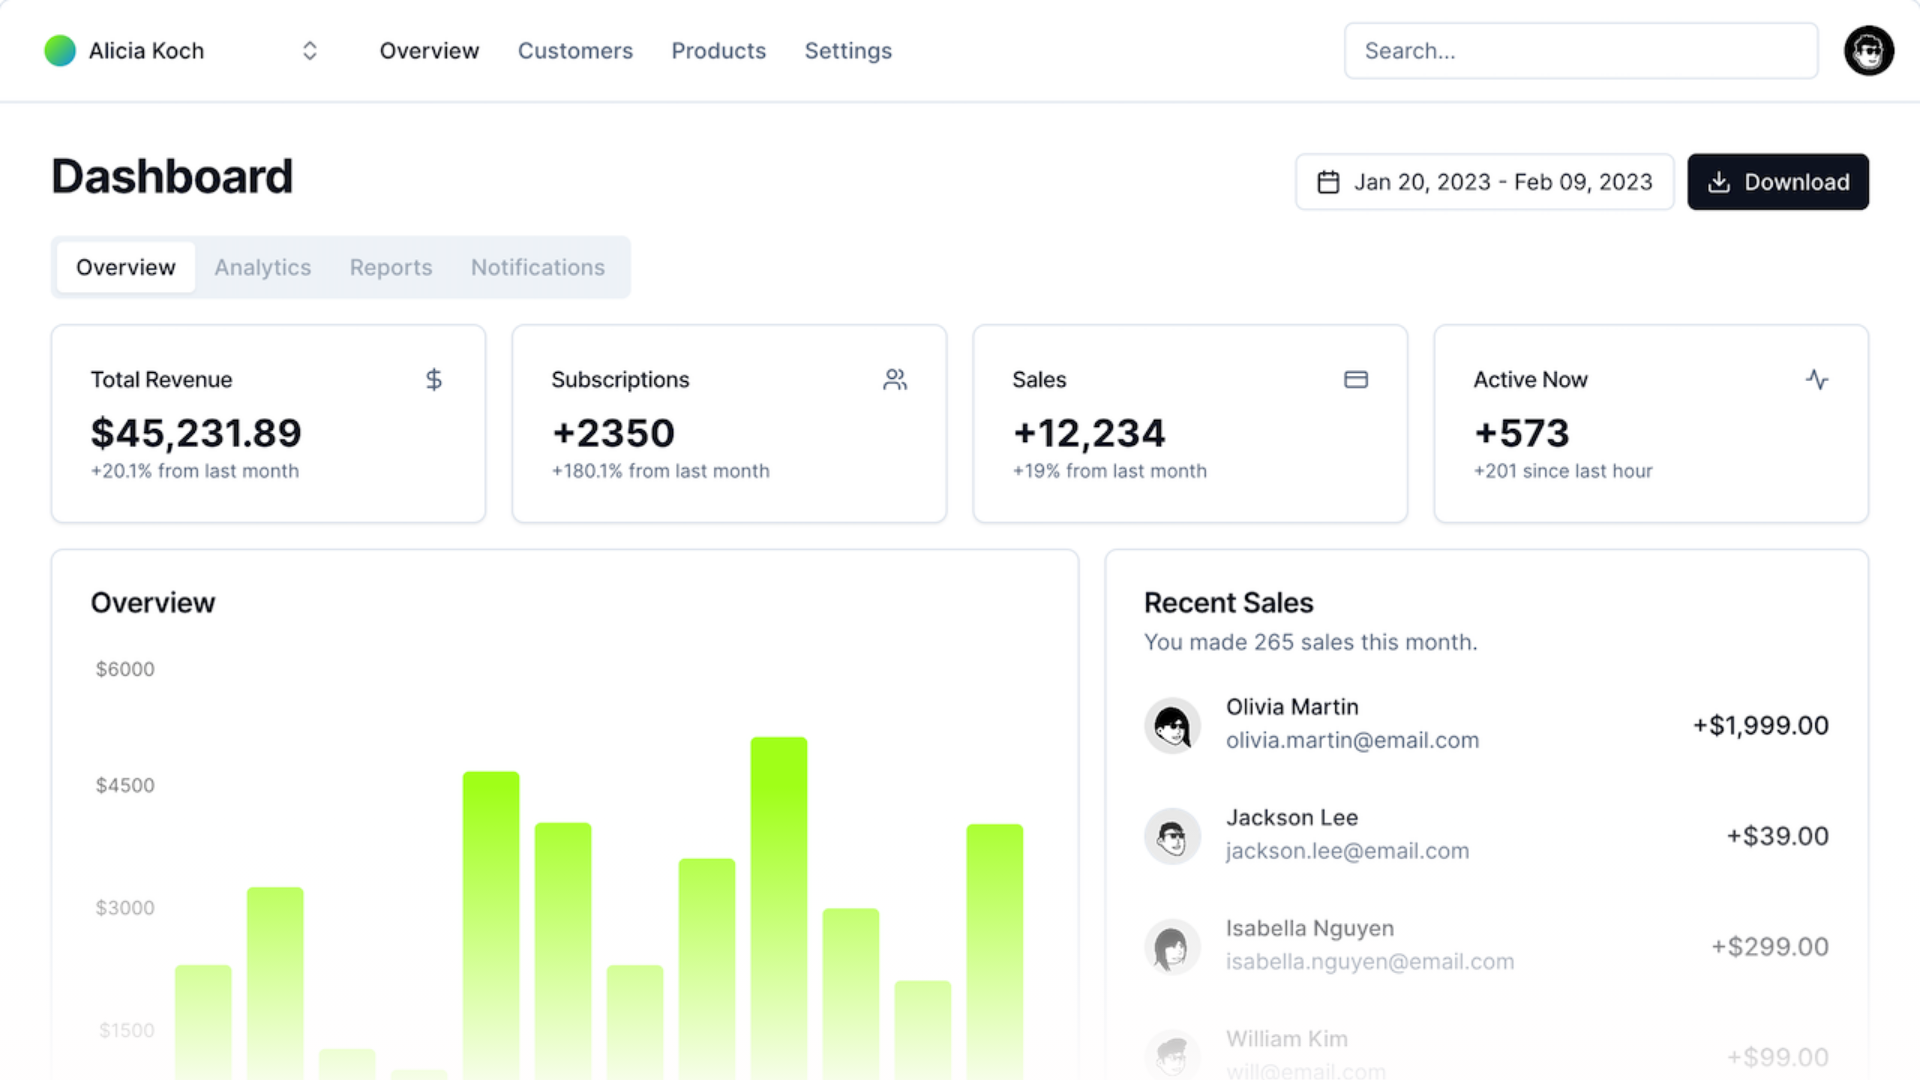 Alicia Koch
Overview Customers Products Settings
Search...
Dashboard
Jan 20, 2023 - Feb 09, 2023
Download
Overview Analytics Reports Notifications
Total Revenue
$45,231.89
+20.1% from last month
Subscriptions
+2350
+180.1% from last month
Sales
+12,234
+19% from last month
Active Now
+573
+201 since last hour
Overview
$6000
$4500
$3000
$1500
Recent Sales
You made 265 sales this month.
Olivia Martin
olivia.martin@email.com
+$1,999.00
Jackson Lee
jackson.lee@email.com
+$39.00
Isabella Nguyen
isabella.nguyen@email.com
+$299.00
William Kim
will@email.com
+$99.00